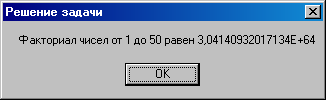 Решение задачи
Факториал чисел от 1 до 50 равен 3,04140932017134E+64
OK